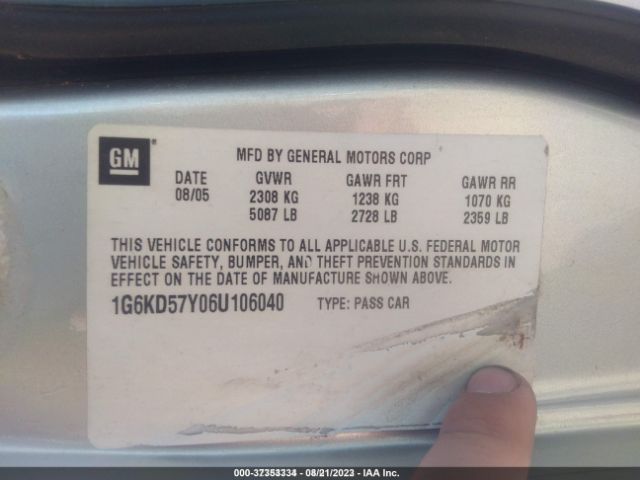 GM
MFD BY GENERAL MOTORS CORP
DATE GVWR GAWR FRT GAWR RR
08/05 2308 KG 1238 KG 1070 KG
5087 LB 2728 LB 2359 LB
THIS VEHICLE CONFORMS TO ALL APPLICABLE U.S. FEDERAL MOTOR
VEHICLE SAFETY, BUMPER, AND THEFT PREVENTION STANDARDS IN
EFFECT ON THE DATE OF MANUFACTURE SHOWN ABOVE.
1G6KD57Y06U106040 TYPE: PASS CAR
000-37353334 - 08/21/2023 - IAA Inc.